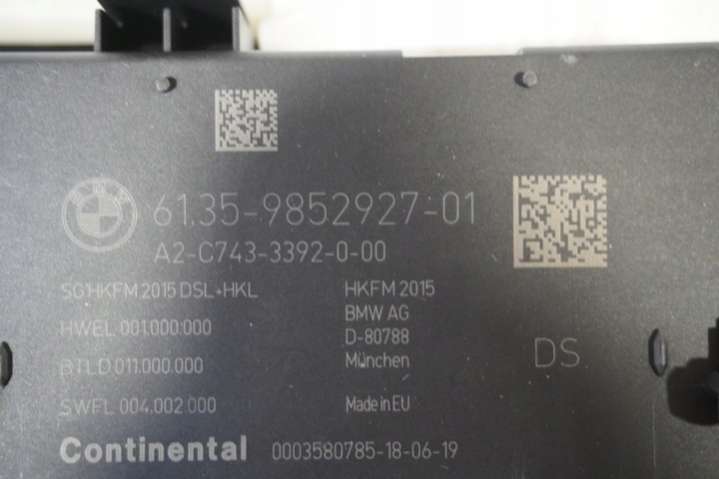 BMW
61.35-9852927-01
A2-C743-3392-0-00
SG HKFM 2015 DSL+HKL
HWEL 001.000.000
BTLD 011.000.000
SWFL 004.002.000
HKFM 2015
BMW AG
D-80788
München
Made in EU
DS
Continental 0003580785-18-06-19